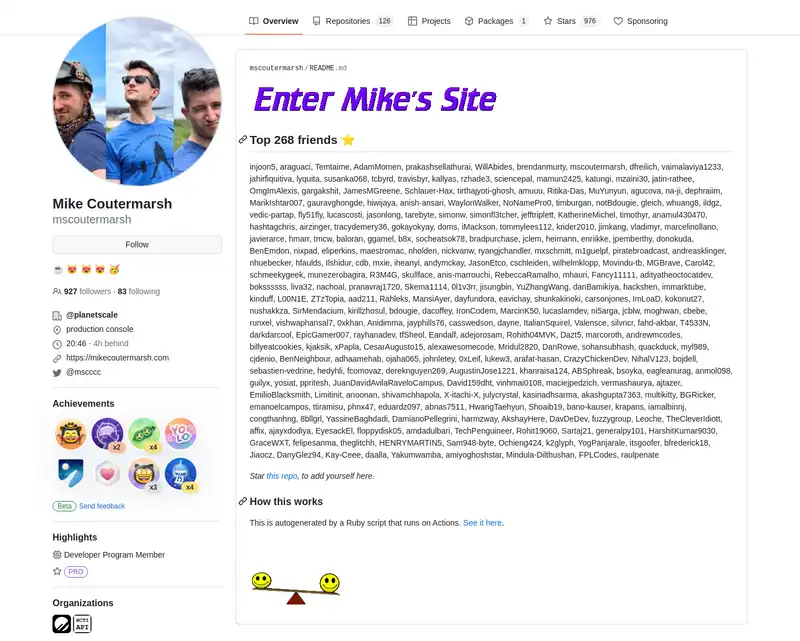 Overview
Repositories 126
Projects
Packages 1
Stars 976
Sponsoring
Mike Coutermarsh
mscoutermarsh
Follow
927 followers · 83 following
@planetscale
production console
20:46 - 4h behind
https://mikecoutermarsh.com
@mscccc
Achievements
YOLO
x2
x4
x3
x4
Beta Send feedback
Highlights
Developer Program Member
PRO
Organizations
HCTI
API
mscoutermarsh/README.md
Enter Mike's Site
Top 268 friends
injoon5, araguaci, Temtaime, AdamMomen, prakashsellathurai, WillAbides, brendanmurty, mscoutermarsh, dfreilich, vaimalaviya1233,
jahirfiquitiva, lyquita, susanka068, tcbyrd, travisbyr, kallyas, rzhade3, sciencepal, mamun2425, katungi, mzaini30, jatin-rathee,
OmgImAlexis, gargakshit, JamesMGreene, Schlauer-Hax, tirthajyoti-ghosh, amuuu, Ritika-Das, MuYunyun, agucova, na-ji, dephraiim,
MarikIshtar007, gauravghongde, hiwijaya, anish-ansari, WaylonWalker, NoNamePro0, timburgan, notBdougie, gleich, whuang8, ildgz,
vedic-partap, fly51fly, lucascosti, jasonlong, tarebyte, simonw, simonfl3tcher, jefftriplett, KatherineMichel, timothyr, anamul430470,
hashtagchris, airzinger, tracydemery36, gokayokyay, doms, iMackson, tommylees112, krider2010, jimkang, vladimyr, marcelinollano,
javierarce, hmarr, tmcw, baloran, ggamel, b8x, socheatsok78, bradpurchase, jclem, heimann, enriikke, jpemberthy, donokuda,
BenEmdon, nixpad, eliperkins, maestromac, nholden, nickvanw, ryangjchandler, mxschmitt, m1guelpf, piratebroadcast, andreasklinger,
nhuebecker, hfaulds, Ilshidur, cdb, mxie, iheanyi, andymckay, JasonEtco, cschleiden, wilhelmklopp, Movindu-tb, MGBrave, Carol42,
schmeekygeek, munezerobagira, R3M4G, skullface, anis-marrouchi, RebeccaRamalho, mhauri, Fancy11111, adityatheoctocatdev,
boksssssss, liva32, jisungbin, nachoal, pranavraj1720, Skema1114, 0l1v3rr, jisungbin, YuZhangWang, danBamikiya, hackshen, immartktube,
kinduff, L00N1E, ZTzTopia, aad211, Rahleks, MansiAyer, dayfundora, eavichay, shunkakinoki, carsonjones, ImLoaD, kokonut27,
nushakkza, SirMendacium, kirillzhosul, bdougie, dacoffey, IronCodem, MarcinK50, lucaslamdev, ni5arga, jcblw, moghwan, cbebe,
runxel, vishwaphansal7, 0xkhan, Anidimma, jayphills76, casswedson, dayne, ItalianSquirel, Valensce, silvncr, fahd-akbar, T4533N,
darkdarcool, EpicGamer007, rayhanadev, tfSheol, Eandalf, adejorosam, Rohith04MVK, Dazt5, marcoroth, andrewmcodes,
billyeatcookies, kjaksik, xPapla, CesarAugusto15, alexawesomecode, Mridul2820, DanRowe, sohansubhash, quackduck, myl989,
cjdenio, BenNeighbour, adhaamehab, ojaha065, johnletey, 0xLeif, lukew3, arafat-hasan, CrazyChickenDev, NihalV123, bojdell,
sebastien-vedrine, hedyhli, fcomovaz, dereknguyen269, AugustinJose1221, khanraisa124, ABSphreak, bsoyka, eagleanurag, anmol098,
guilyx, yosiat, ppritesh, JuanDavidAvilaRaveloCampus, David159dht, vinhmai0108, maciejpedzich, vermashaurya, ajtazer,
EmilioBlacksmith, Limitinit, anoonan, shivamchhapola, X-itachi-X, julycrystal, kasinadhsarma, akashgupta7363, multikitty, BGRicker,
emanoelcampos, ttiramisu, phnx47, eduardz097, abnas7511, HwangTaehyun, Shoaib19, bano-kauser, krapans, iamalbinnj,
congthanhng, 8bllgrl, YassineBaghdadi, DamianoPellegrini, harmzway, AkshayHere, DavDeDev, fuzzygroup, Leoche, TheCleverIdiott,
affix, ajayxdodiya, EyesackEl, floppydisk05, amdadulbari, TechPenguineer, Rohit19060, Sartaj21, generalpy101, HarshitKumar9030,
GraceWXT, felipesanma, theglitchh, HENRYMARTIN5, Sam948-byte, Ochieng424, k2glyph, YogPanjarale, itsgoofer, bfrederick18,
Jiaocz, DanyGlez94, Kay-Ceee, daalla, Yakumwamba, amiyoghoshstar, Mindula-Dilthushan, FPLCodes, raulpenate
Star this repo, to add yourself here.
How this works
This is autogenerated by a Ruby script that runs on Actions. See it here.